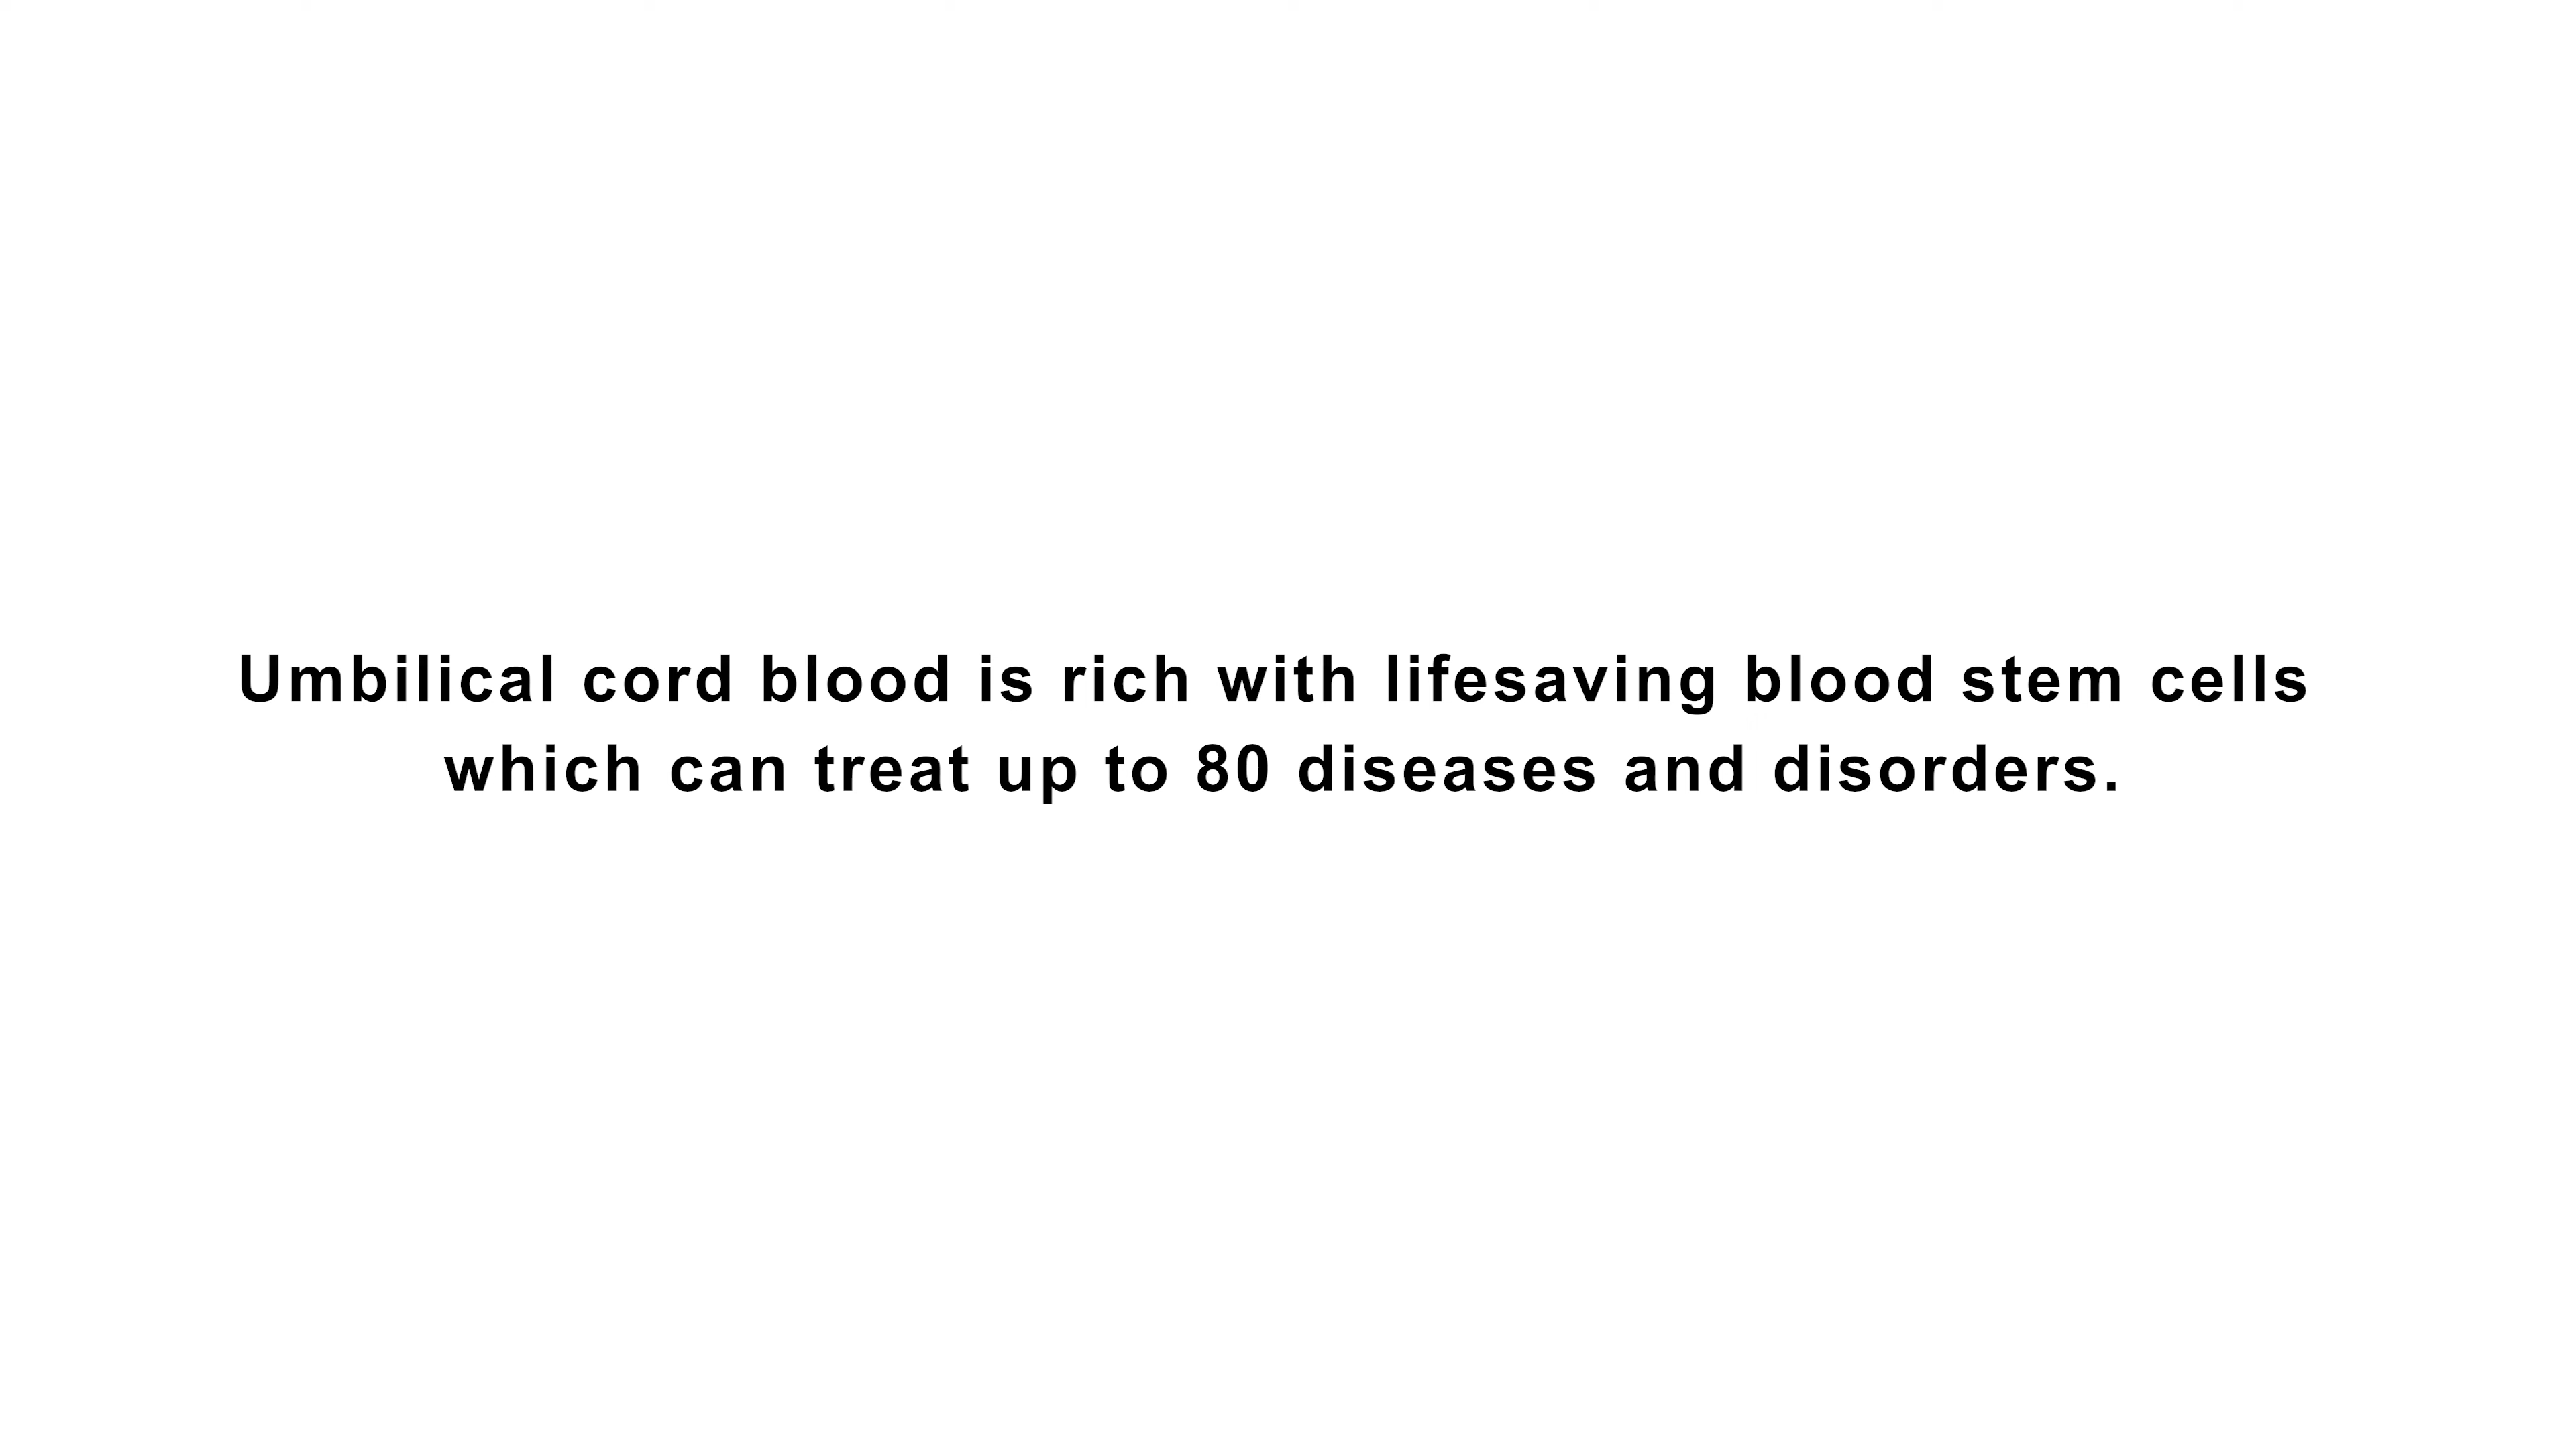 Umbilical cord blood is rich with lifesaving blood stem cells
which can treat up to 80 diseases and disorders.